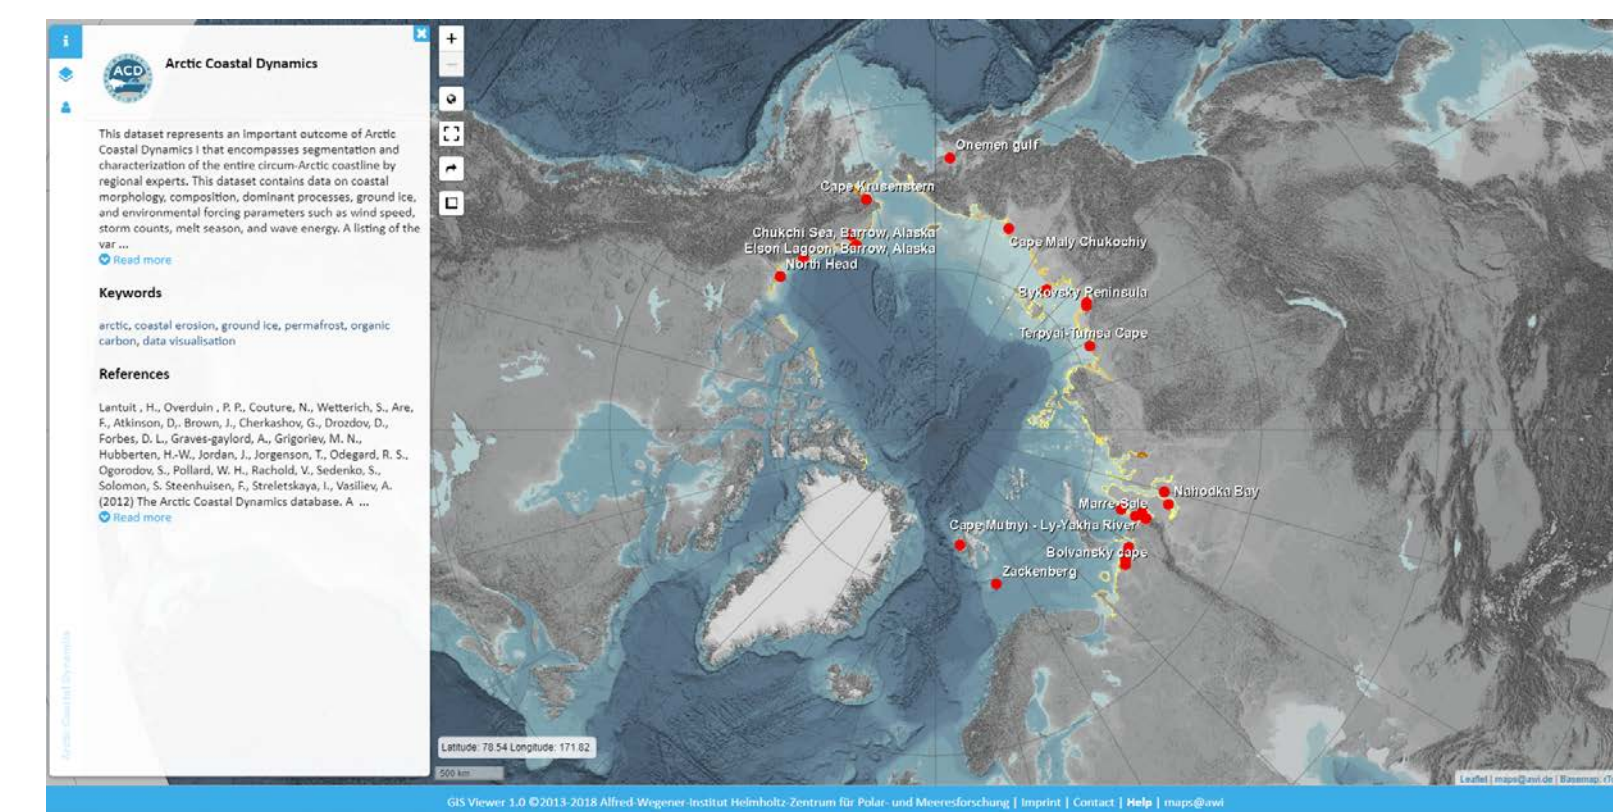 ACD
Arctic Coastal Dynamics
This dataset represents an important outcome of Arctic
Coastal Dynamics I that encompasses segmentation and
characterization of the entire circum-Arctic coastline by
regional experts. This dataset contains data on coastal
morphology, composition, dominant processes, ground ice,
and environmental forcing parameters such as wind speed,
storm counts, melt season, and wave energy. A listing of the
var ...
Read more
Keywords
arctic, coastal erosion, ground ice, permafrost, organic
carbon, data visualisation
References
Lantuit , H., Overduin , P. P., Couture, N., Wetterich, S., Are,
F., Atkinson, D,. Brown, J., Cherkashov, G., Drozdov, D.,
Forbes, D. L., Graves-gaylord, A., Grigoriev, M. N.,
Hubberten, H.-W., Jordan, J., Jorgenson, T., Odegard, R. S.,
Ogorodov, S., Pollard, W. H., Rachold, V., Sedenko, S.,
Solomon, S. Steenhuisen, F., Streletskaya, I., Vasiliev, A.
(2012) The Arctic Coastal Dynamics database. A ...
Read more
Arctic Coastal Dynamics
Onemen gulf
Cape Krusenstern
Chukchi Sea, Barrow, Alaska
Elson Lagoon, Barrow, Alaska
North Head
Cape Maly Chukochiy
Bykovsky Peninsula
Terpyai-Tumsa Cape
Nahodka Bay
Marre-Sale
Cape Mutnyi - Ly-Yakha River
Bolvansky cape
Zackenberg
Latitude: 78.54 Longitude: 171.82
500 km
Leaflet | maps@awi.de | Basemap:
GIS Viewer 1.0 ©2013-2018 Alfred-Wegener-Institut Helmholtz-Zentrum für Polar- und Meeresforschung | Imprint | Contact | Help | maps@awi